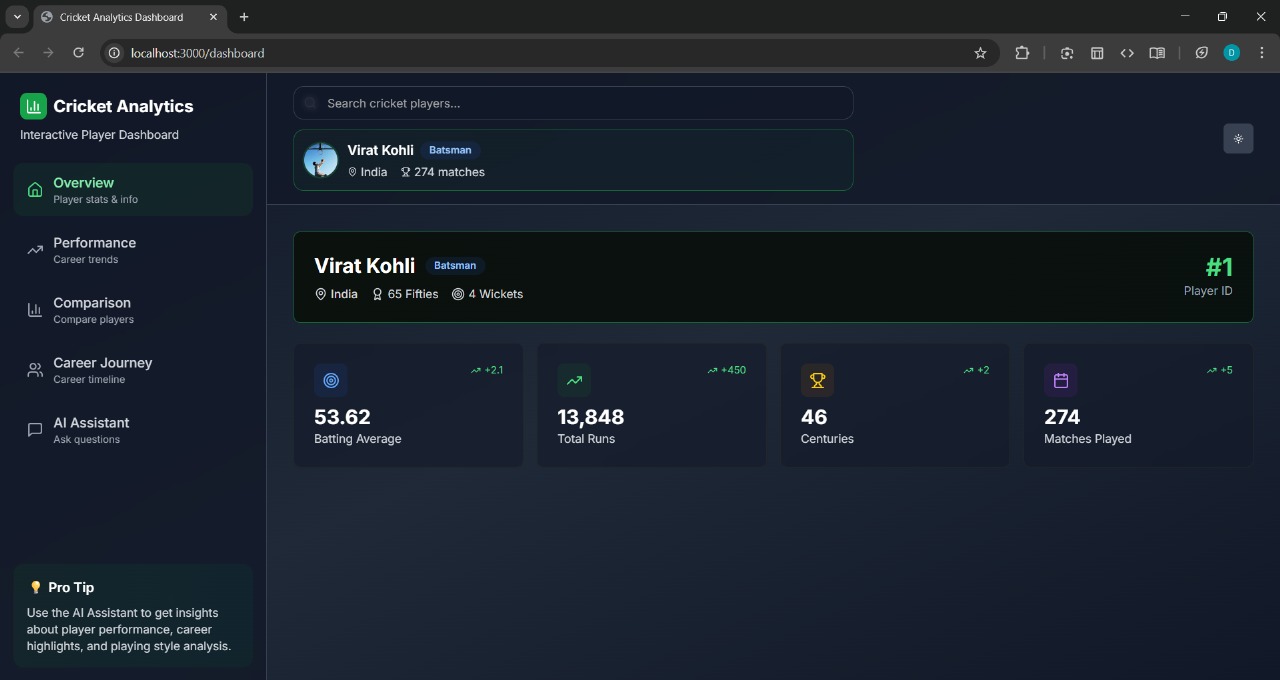 Cricket Analytics Dashboard
localhost:3000/dashboard
D
Cricket Analytics
Interactive Player Dashboard
Overview
Player stats & info
Performance
Career trends
Comparison
Compare players
Career Journey
Career timeline
AI Assistant
Ask questions
Pro Tip
Use the AI Assistant to get insights
about player performance, career
highlights, and playing style analysis.
Search cricket players...
Virat Kohli Batsman
India 274 matches
Virat Kohli Batsman
India 65 Fifties 4 Wickets
#1
Player ID
+2.1
53.62
Batting Average
+450
13,848
Total Runs
+2
46
Centuries
+5
274
Matches Played